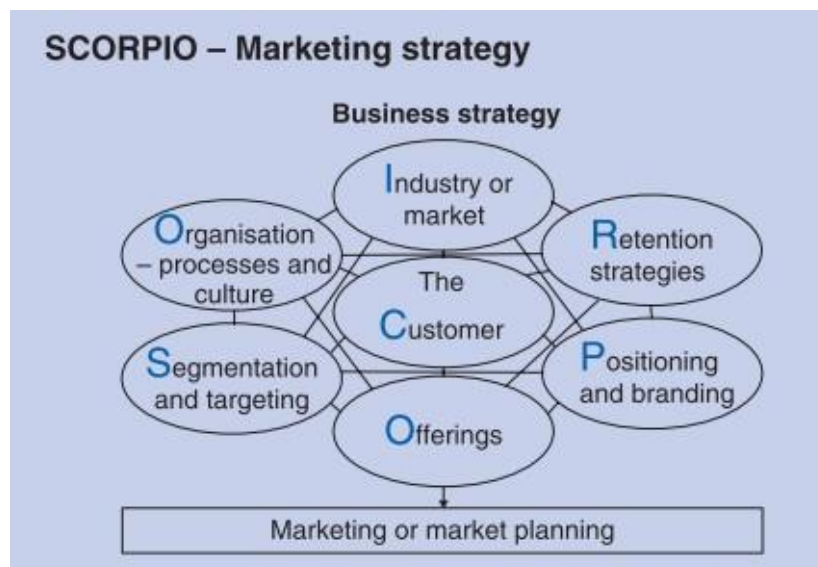 SCORPIO – Marketing strategy
Business strategy
Industry or
market
Organisation
– processes and
culture
Retention
strategies
The
Customer
Segmentation
and targeting
Positioning
and branding
Offerings
Marketing or market planning